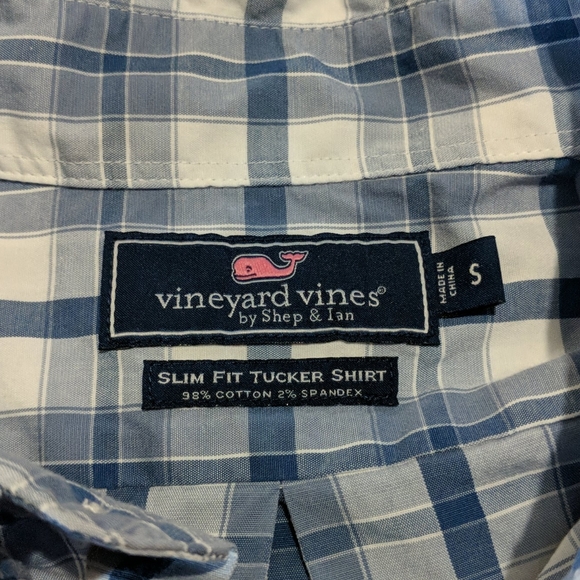 vineyard vines®
by Shep & Ian
MADE IN
CHINA
S
SLIM FIT TUCKER SHIRT
98% COTTON 2% SPANDEX